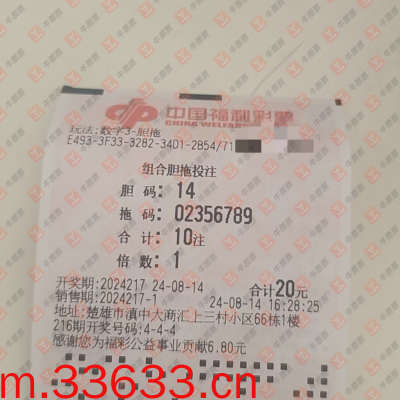 中国福利彩票
CHINA WELFARE
玩法:数字3-胆拖
E493-3F33-3282-34D1-2854/71
组合胆拖投注
胆 码: 14
拖 码: 02356789
合 计: 10注
倍 数: 1
开奖期:2024217 24-08-14 合计20元
销售期:2024217-1 24-08-14 16:28:25
地址:楚雄市滇中大商汇上三村小区66栋1楼
216期开奖号码:4-4-4
感谢您为福彩公益事业贡献6.80元
m.33633.cn